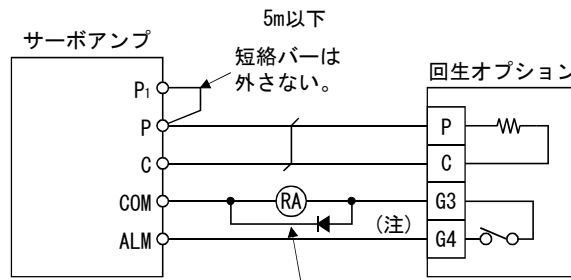 5m以下
サーボアンプ
短絡バーは
外さない。
回生オプション
P1
P
P
C
C
COM
RA
G3
ALM
(注)
G4